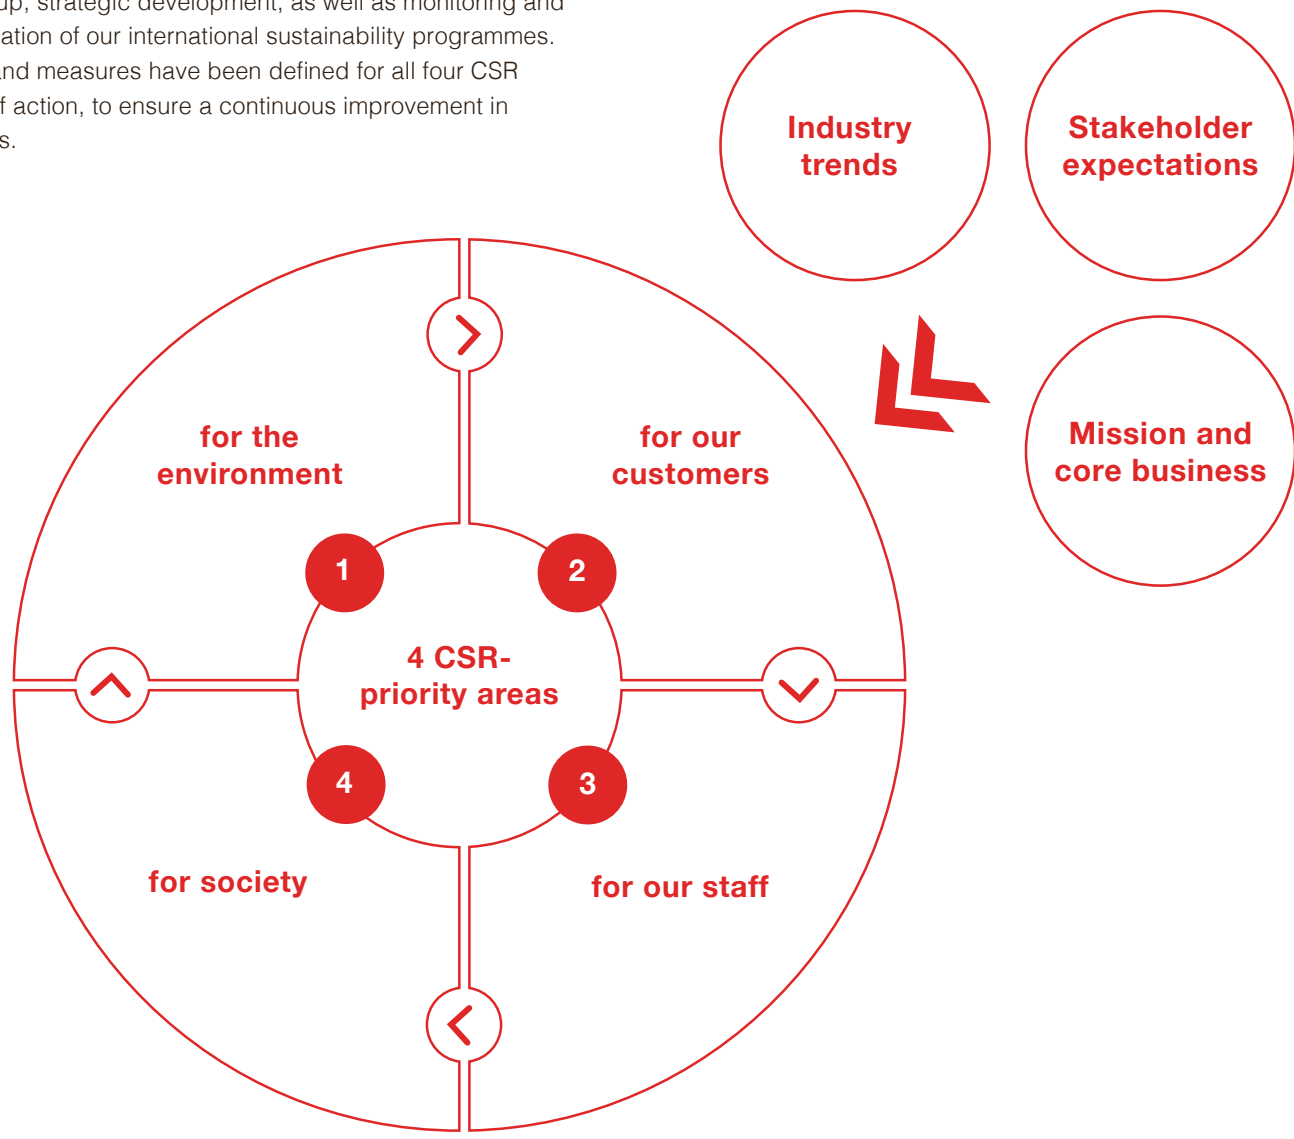 up, strategic development, as well as monitoring and
ation of our international sustainability programmes.
and measures have been defined for all four CSR
f action, to ensure a continuous improvement in
s.
Industry
trends
Stakeholder
expectations
Mission and
core business
for the
environment
for our
customers
1
2
4 CSR-
priority areas
4
3
for society
for our staff